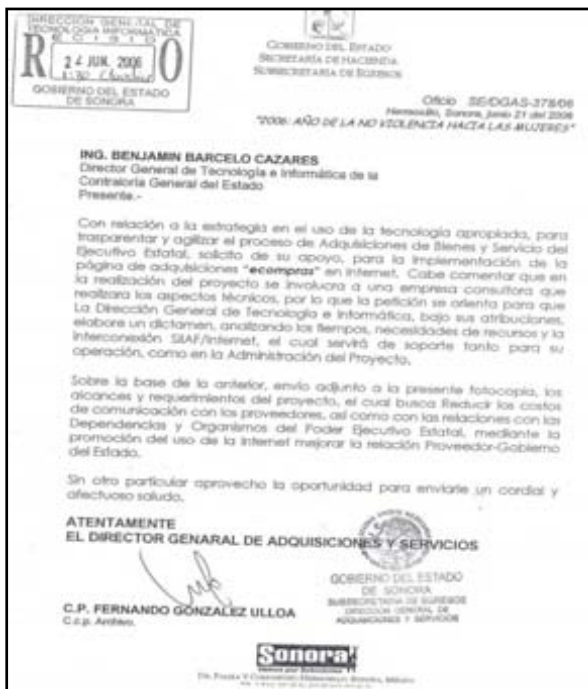 DIRECCION GENERAL DE
TECNOLOGIA INFORMATICA
RECIBIDO
24 JUN. 2006
GOBIERNO DEL ESTADO
DE SONORA
GOBIERNO DEL ESTADO
SECRETARÍA DE HACIENDA
SUBSECRETARÍA DE EGRESOS
Oficio SE/DGAS-378/06
Hermosillo, Sonora, junio 21 del 2006
"2006: AÑO DE LA NO VIOLENCIA HACIA LAS MUJERES"
ING. BENJAMIN BARCELO CAZARES
Director General de Tecnología e Informática de la
Contraloría General del Estado
Presente.-
Con relación a la estrategia en el uso de la tecnología apropiada, para
trasparentar y agilizar el proceso de Adquisiciones de Bienes y Servicio del
Ejecutivo Estatal, solicito de su apoyo, para la implementación de la
página de adquisiciones "ecompras" en internet. Cabe comentar que en
la realización del proyecto se involucra a una empresa consultora que
realizara los aspectos técnicos, por lo que la petición se orienta para que
La Dirección General de Tecnología e Informática, bajo sus atribuciones,
elabore un dictamen, analizando los tiempos, necesidades de recursos y la
interconexión SIIAF/Internet, el cual servirá de soporte tanto para su
operación, como en la Administración del Proyecto.
Sobre la base de lo anterior, envío adjunto a la presente fotocopia, los
alcances y requerimientos del proyecto, el cual busca Reducir los costos
de comunicación con los proveedores, así como con las relaciones con las
Dependencias y Organismos del Poder Ejecutivo Estatal, mediante la
promoción del uso de la Internet mejorar la relación Proveedor-Gobierno
del Estado.
Sin otro particular aprovecho la oportunidad para enviarle un cordial y
afectuoso saludo.
ATENTAMENTE
EL DIRECTOR GENARAL DE ADQUISICIONES Y SERVICIOS
GOBIERNO DEL ESTADO
DE SONORA
SUBSECRETARIA DE EGRESOS
DIRECCION GENERAL DE
ADQUISICIONES Y SERVICIOS
C.P. FERNANDO GONZALEZ ULLOA
C.c.p. Archivo.
Sonora